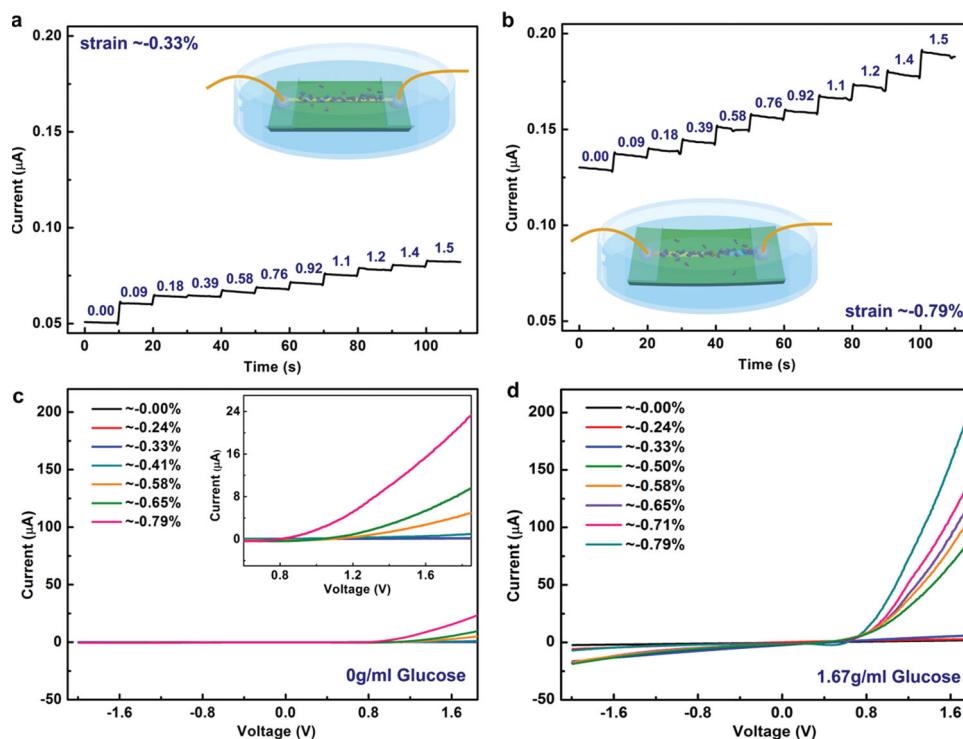 a
strain ~-0.33%
0.20
0.15
0.10
0.05
Current (μA)
0.00 0.09 0.18 0.39 0.58 0.76 0.92 1.1 1.2 1.4 1.5
0 20 40 60 80 100
Time (s)
b
0.20
0.15
0.10
0.05
Current (μA)
0.00 0.09 0.18 0.39 0.58 0.76 0.92 1.1 1.2 1.4 1.5
strain ~-0.79%
0 20 40 60 80 100
Time (s)
c
200
150
100
50
0
-50
Current (μA)
~-0.00%
~-0.24%
~-0.33%
~-0.41%
~-0.58%
~-0.65%
~-0.79%
24
16
8
0
Current (μA)
0.8 1.2 1.6
Voltage (V)
0g/ml Glucose
-1.6 -0.8 0.0 0.8 1.6
Voltage (V)
d
200
150
100
50
0
-50
Current (μA)
~-0.00%
~-0.24%
~-0.33%
~-0.50%
~-0.58%
~-0.65%
~-0.71%
~-0.79%
1.67g/ml Glucose
-1.6 -0.8 0.0 0.8 1.6
Voltage (V)